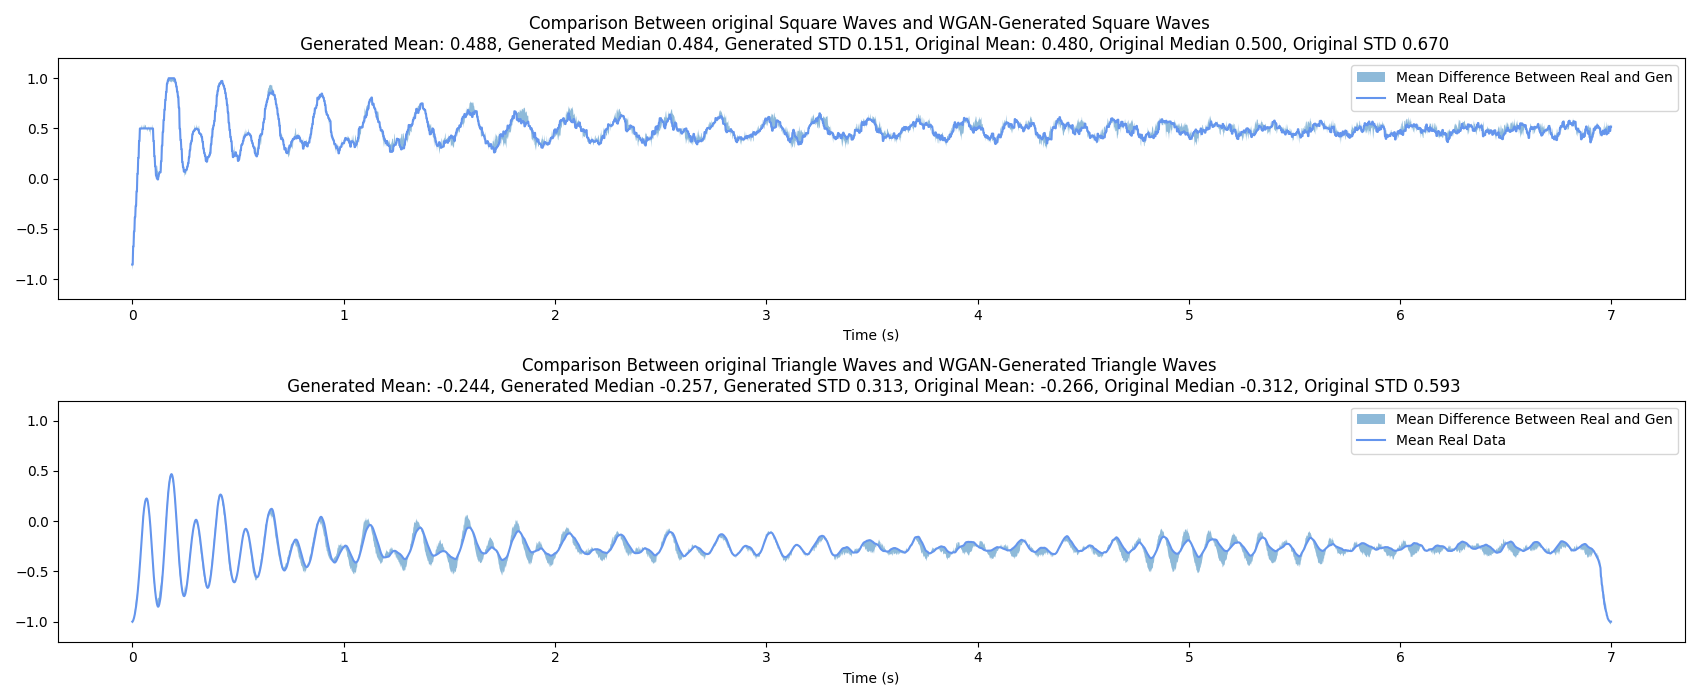 Comparison Between original Square Waves and WGAN-Generated Square Waves
Generated Mean: 0.488, Generated Median 0.484, Generated STD 0.151, Original Mean: 0.480, Original Median 0.500, Original STD 0.670
Mean Difference Between Real and Gen
Mean Real Data
1.0
0.5
0.0
−0.5
−1.0
0 1 2 3 4 5 6 7
Time (s)
Comparison Between original Triangle Waves and WGAN-Generated Triangle Waves
Generated Mean: -0.244, Generated Median -0.257, Generated STD 0.313, Original Mean: -0.266, Original Median -0.312, Original STD 0.593
Mean Difference Between Real and Gen
Mean Real Data
1.0
0.5
0.0
−0.5
−1.0
0 1 2 3 4 5 6 7
Time (s)